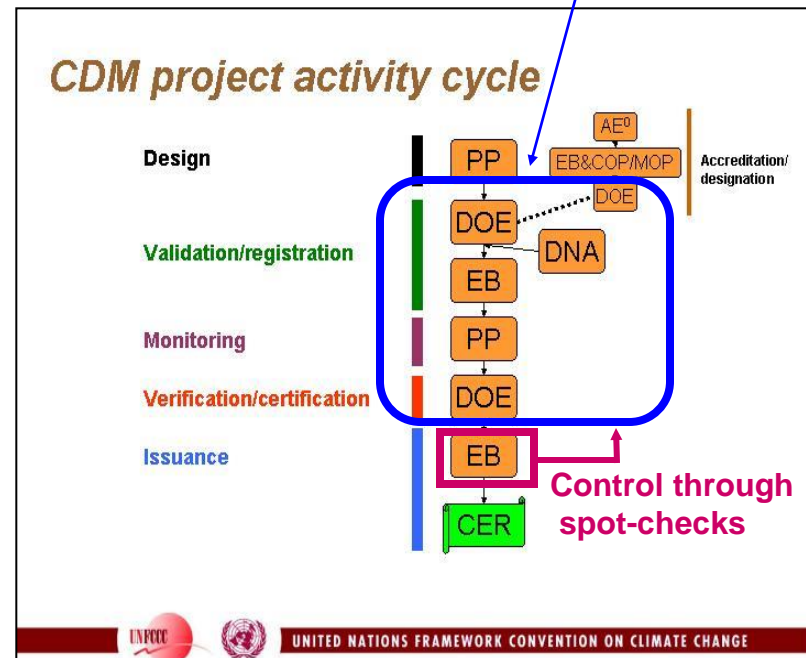 CDM project activity cycle
AE⁰
Design
PP
EB&COP/MOP
Accreditation/
designation
DOE
DOE
Validation/registration
DNA
EB
Monitoring
PP
Verification/certification
DOE
Issuance
EB
Control through
spot-checks
CER
UNFCCC
UNITED NATIONS FRAMEWORK CONVENTION ON CLIMATE CHANGE